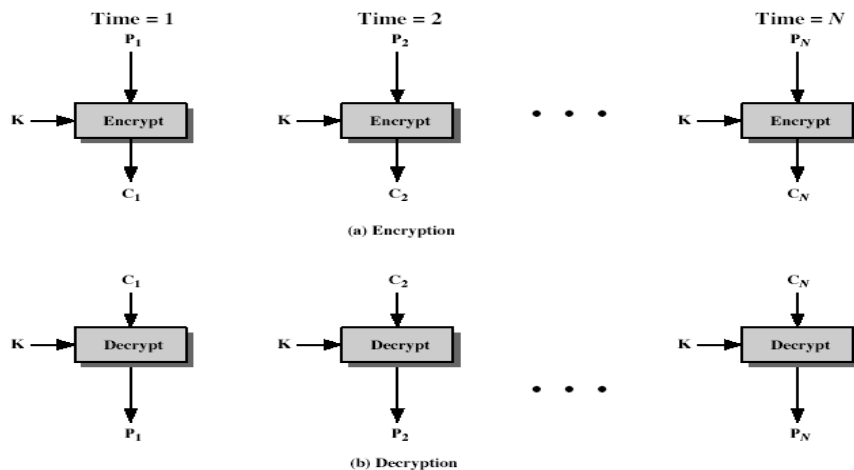 Time = 1 Time = 2 Time = N
P1 P2 PN
K Encrypt K Encrypt • • • K Encrypt
C1 C2 CN
(a) Encryption
C1 C2 CN
K Decrypt K Decrypt • • • K Decrypt
P1 P2 PN
(b) Decryption